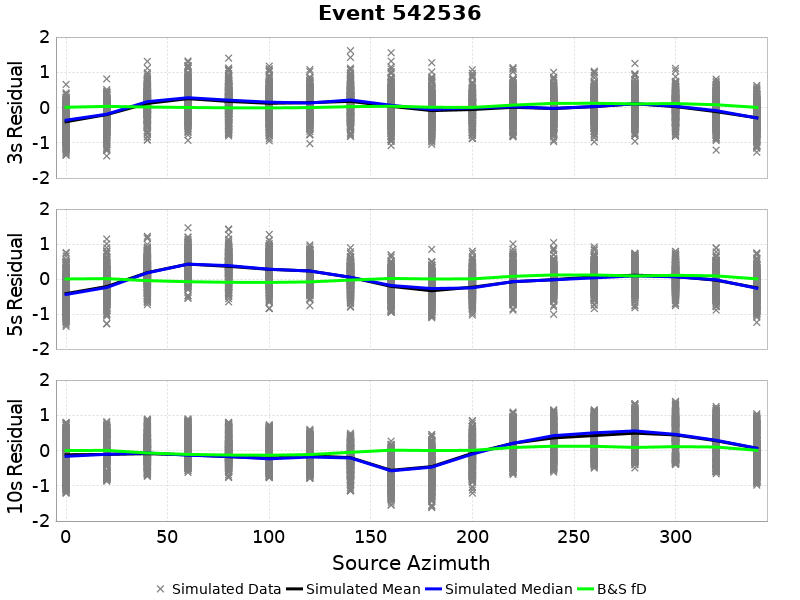 Event 542536
3s Residual
2
1
0
-1
-2
5s Residual
2
1
0
-1
-2
10s Residual
2
1
0
-1
-2
0 50 100 150 200 250 300
Source Azimuth
Simulated Data Simulated Mean Simulated Median B&S fD